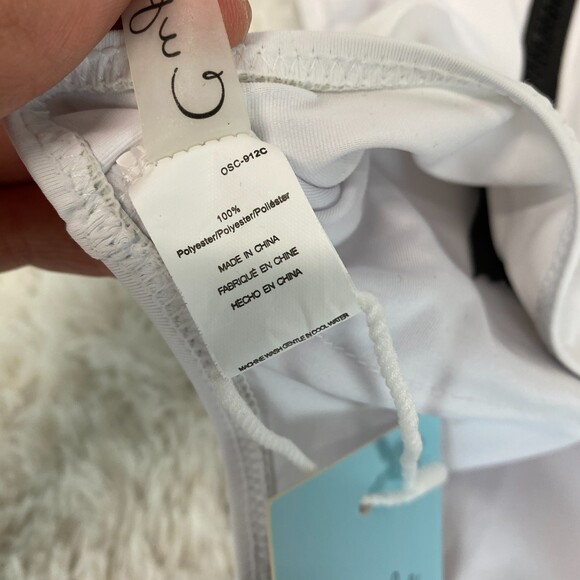 OSC-912C
100%
Polyester/Polyester/Poliéster
MADE IN CHINA
FABRIQUÉ EN CHINE
HECHO EN CHINA
MACHINE WASH GENTLE IN COOL WATER